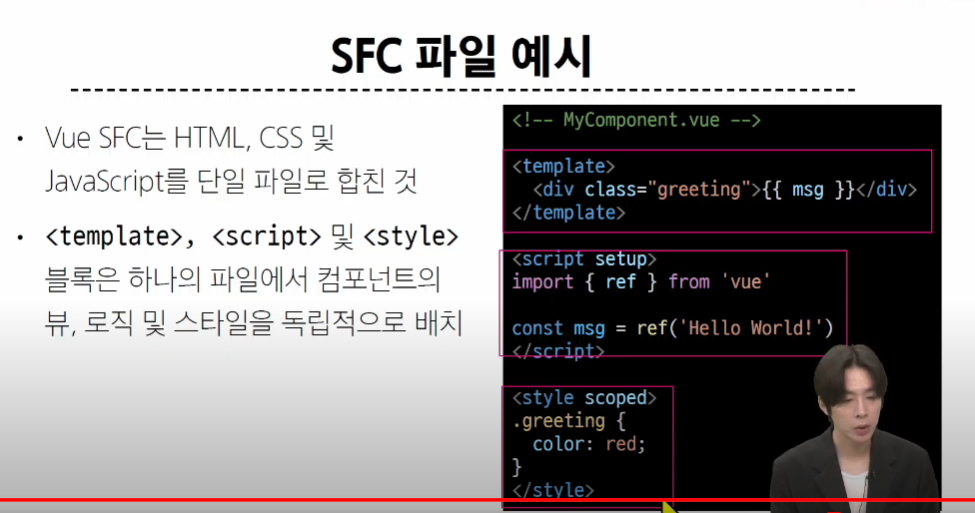 SFC 파일 예시
• Vue SFC는 HTML, CSS 및
JavaScript를 단일 파일로 합친 것
• <template>, <script> 및 <style>
블록은 하나의 파일에서 컴포넌트의
뷰, 로직 및 스타일을 독립적으로 배치
<!-- MyComponent.vue -->
<template>
  <div class="greeting">{{ msg }}</div>
</template>
<script setup>
import { ref } from 'vue'
const msg = ref('Hello World!')
</script>
<style scoped>
.greeting {
  color: red;
}
</style>